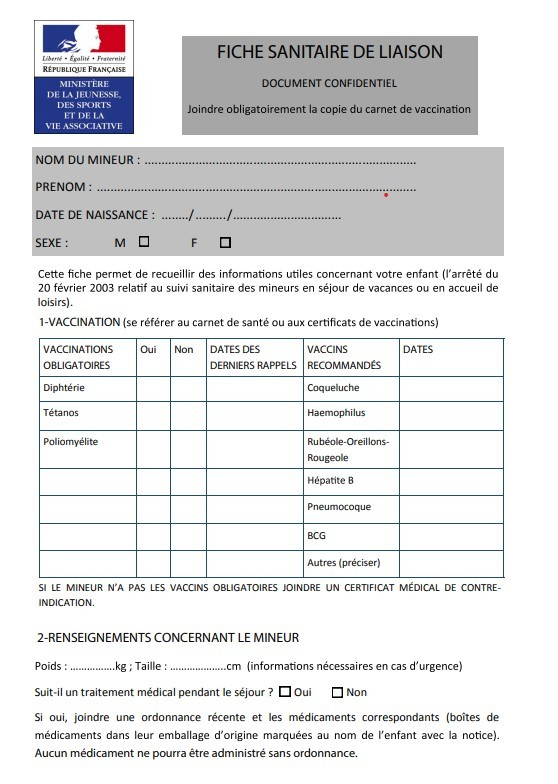 Liberté • Égalité • Fraternité
RÉPUBLIQUE FRANÇAISE
MINISTÈRE
DE LA JEUNESSE,
DES SPORTS
ET DE LA
VIE ASSOCIATIVE
FICHE SANITAIRE DE LIAISON
DOCUMENT CONFIDENTIEL
Joindre obligatoirement la copie du carnet de vaccination
NOM DU MINEUR : ................................................................................
PRENOM : ..............................................................................................
DATE DE NAISSANCE : ......../........./................................
SEXE : M ☐ F ☐
Cette fiche permet de recueillir des informations utiles concernant votre enfant (l’arrêté du
20 février 2003 relatif au suivi sanitaire des mineurs en séjour de vacances ou en accueil de
loisirs).
1-VACCINATION (se référer au carnet de santé ou aux certificats de vaccinations)
VACCINATIONS Oui Non DATES DES VACCINS DATES
OBLIGATOIRES DERNIERS RAPPELS RECOMMANDÉS
Diphtérie Coqueluche
Tétanos Haemophilus
Poliomyélite Rubéole-Oreillons-
Rougeole
Hépatite B
Pneumocoque
BCG
Autres (préciser)
SI LE MINEUR N’A PAS LES VACCINS OBLIGATOIRES JOINDRE UN CERTIFICAT MÉDICAL DE CONTRE-
INDICATION.
2-RENSEIGNEMENTS CONCERNANT LE MINEUR
Poids : …………….kg ; Taille : ………………..cm (informations nécessaires en cas d’urgence)
Suit-il un traitement médical pendant le séjour ? ☐ Oui ☐ Non
Si oui, joindre une ordonnance récente et les médicaments correspondants (boîtes de
médicaments dans leur emballage d’origine marquées au nom de l’enfant avec la notice).
Aucun médicament ne pourra être administré sans ordonnance.